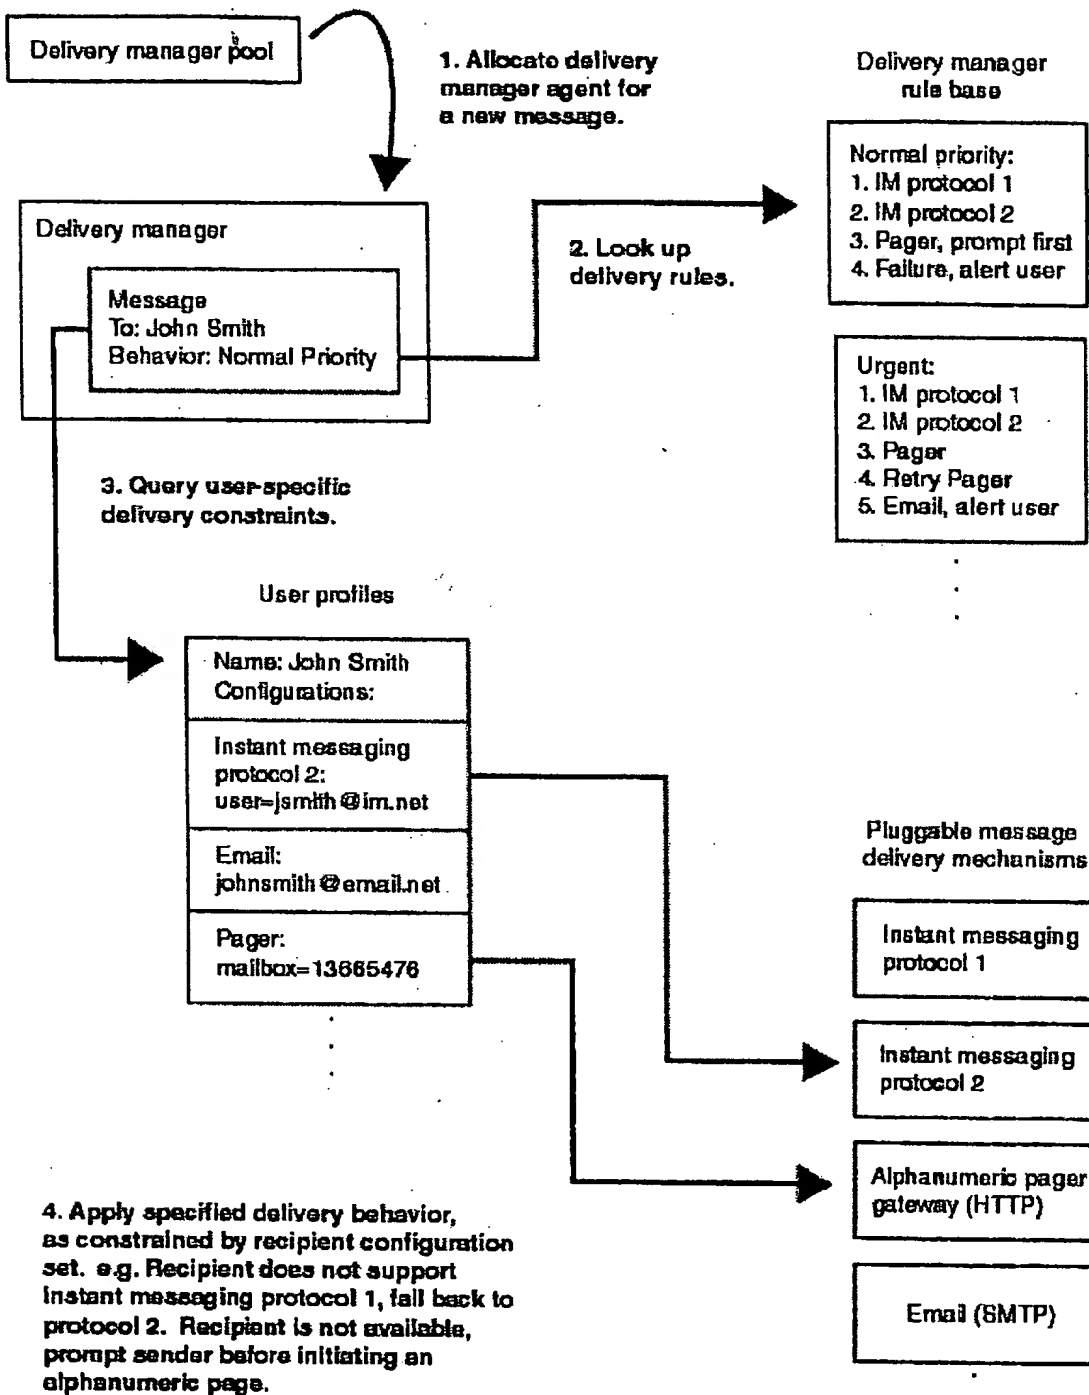 Delivery manager pool
1. Allocate delivery
manager agent for
a new message.
Delivery manager
rule base
Normal priority:
1. IM protocol 1
2. IM protocol 2
3. Pager, prompt first
4. Failure, alert user
Delivery manager
Message
To: John Smith
Behavior: Normal Priority
2. Look up
delivery rules.
Urgent:
1. IM protocol 1
2. IM protocol 2
3. Pager
4. Retry Pager
5. Email, alert user
3. Query user-specific
delivery constraints.
User profiles
Name: John Smith
Configurations:
Instant messaging
protocol 2:
user=jsmith@im.net
Email:
johnsmith@email.net
Pager:
mailbox=13665476
Pluggable message
delivery mechanisms
Instant messaging
protocol 1
Instant messaging
protocol 2
Alphanumeric pager
gateway (HTTP)
Email (SMTP)
4. Apply specified delivery behavior,
as constrained by recipient configuration
set. e.g. Recipient does not support
instant messaging protocol 1, fall back to
protocol 2. Recipient is not available,
prompt sender before initiating an
alphanumeric page.